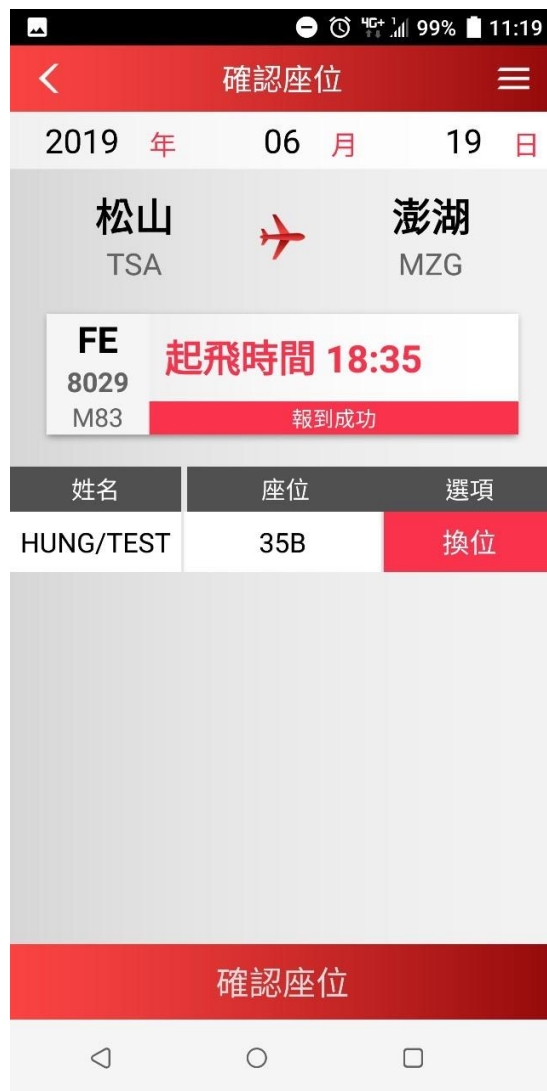 4G+ 99% 11:19
確認座位
2019 年 06 月 19 日
松山 澎湖
TSA MZG
FE
8029
M83
起飛時間 18:35
報到成功
姓名 座位 選項
HUNG/TEST 35B 換位
確認座位